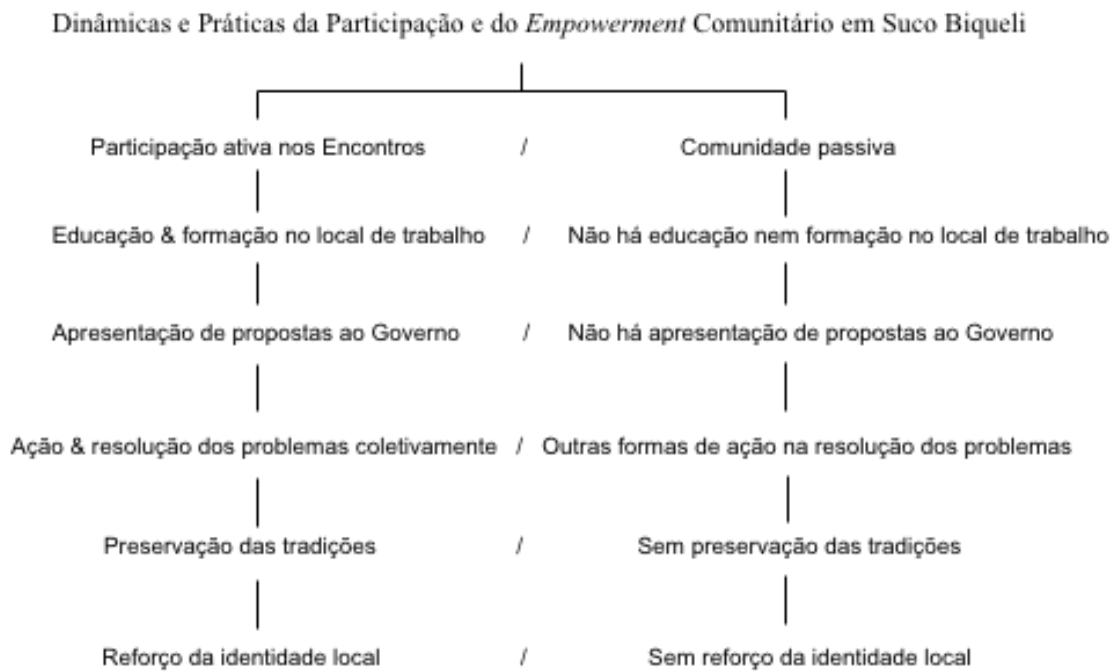 Dinâmicas e Práticas da Participação e do Empowerment Comunitário em Suco Biqueli
Participação ativa nos Encontros / Comunidade passiva
Educação & formação no local de trabalho / Não há educação nem formação no local de trabalho
Apresentação de propostas ao Governo / Não há apresentação de propostas ao Governo
Ação & resolução dos problemas coletivamente / Outras formas de ação na resolução dos problemas
Preservação das tradições / Sem preservação das tradições
Reforço da identidade local / Sem reforço da identidade local